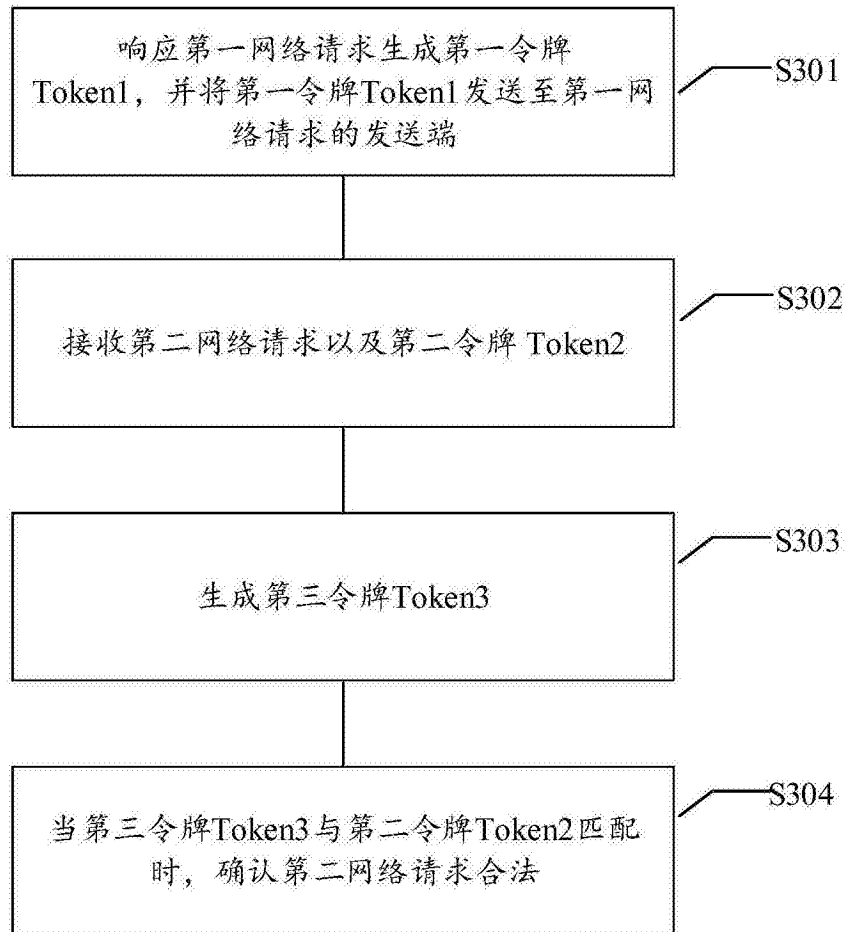 响应第一网络请求生成第一令牌
Token1，并将第一令牌Token1发送至第一网
络请求的发送端
S301
接收第二网络请求以及第二令牌 Token2
S302
生成第三令牌Token3
S303
当第三令牌Token3与第二令牌Token2匹配
时，确认第二网络请求合法
S304